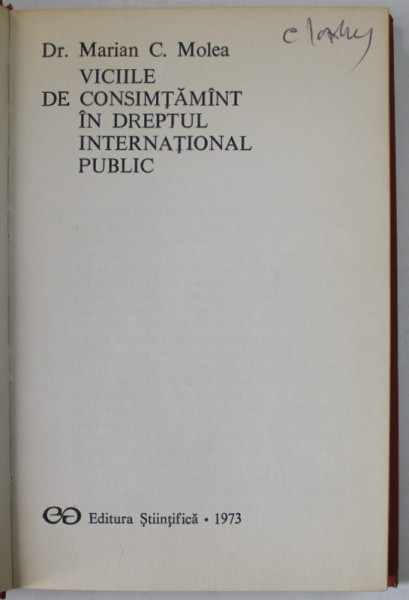 Dr. Marian C. Molea
VICIILE
DE CONSIMȚĂMÎNT
ÎN DREPTUL
INTERNAȚIONAL
PUBLIC
Editura Științifică • 1973